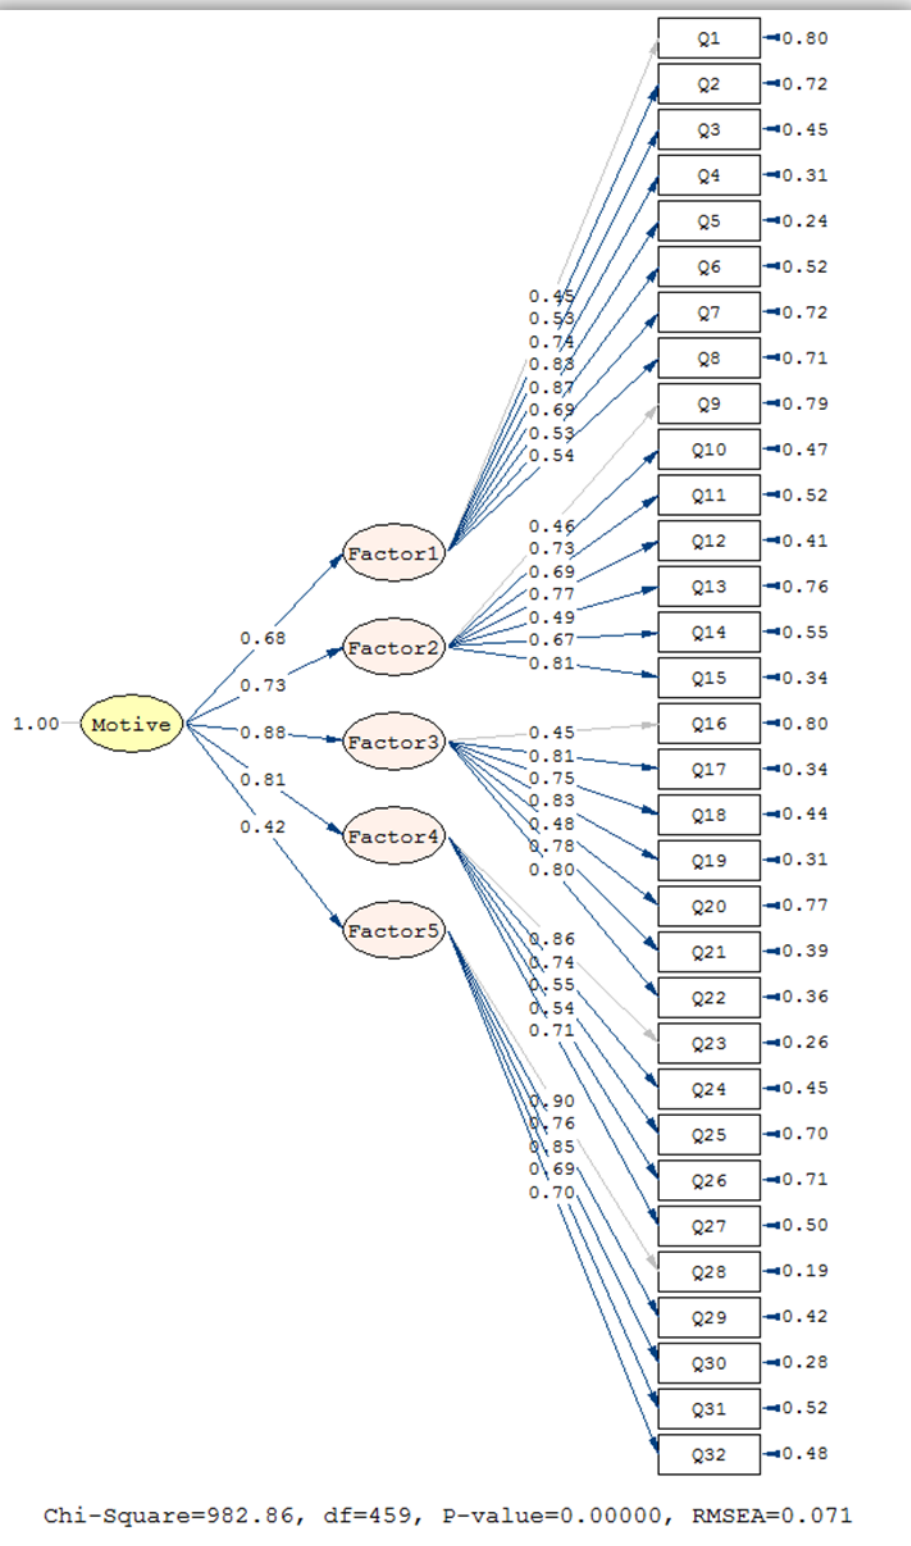 Q1 0.80
Q2 0.72
Q3 0.45
Q4 0.31
Q5 0.24
Q6 0.52
0.45
Q7 0.72
0.53
0.74
Q8 0.71
0.83
0.87
Q9 0.79
0.69
0.53
Q10 0.47
0.54
Q11 0.52
0.46
Q12 0.41
0.73
Factor1
0.69
Q13 0.76
0.77
0.49
Q14 0.55
0.68
0.67
Factor2
0.81
Q15 0.34
0.73
1.00 Motive
Q16 0.80
0.88
0.45
Factor3
0.81
Q17 0.34
0.81
0.75
0.83
Q18 0.44
0.42
0.48
Factor4
0.78
Q19 0.31
0.80
Q20 0.77
Factor5
0.86
Q21 0.39
0.74
0.55
Q22 0.36
0.54
0.71
Q23 0.26
Q24 0.45
0.90
0.76
Q25 0.70
0.85
0.69
Q26 0.71
0.70
Q27 0.50
Q28 0.19
Q29 0.42
Q30 0.28
Q31 0.52
Q32 0.48
Chi-Square=982.86, df=459, P-value=0.00000, RMSEA=0.071